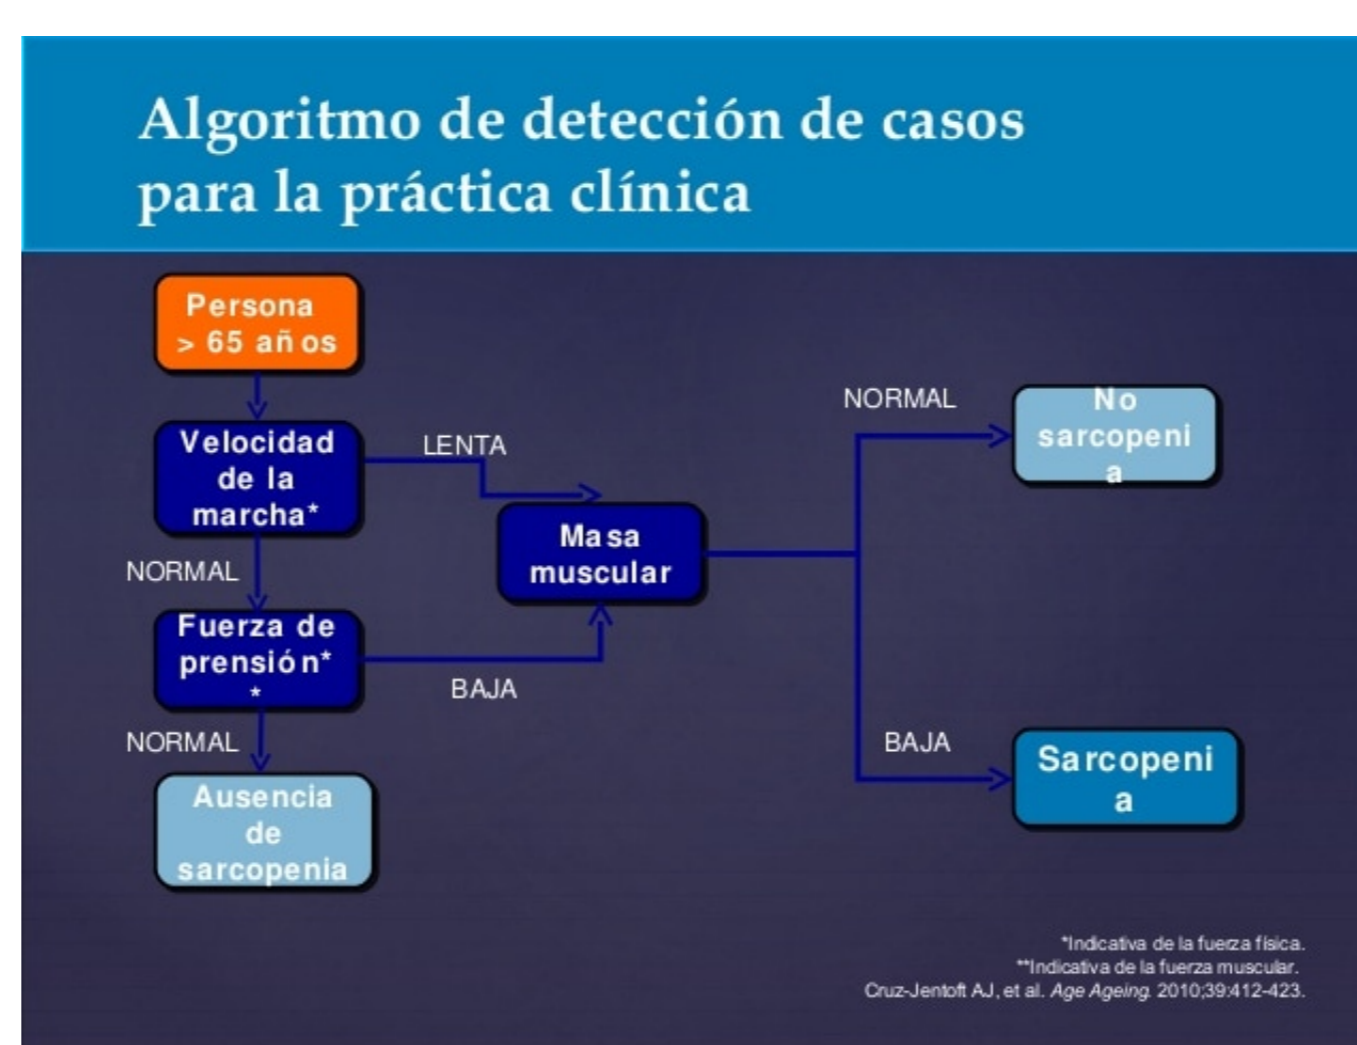 Algoritmo de detección de casos
para la práctica clínica
Persona
> 65 añ os
Velocidad
de la
marcha*
LENTA
NORMAL
Fuerza de
prensión*
*
BAJA
NORMAL
Ausencia
de
sarcopenia
Masa
muscular
NORMAL
No
sarcopeni
a
BAJA
Sarcopeni
a
*Indicativa de la fuerza física.
**Indicativa de la fuerza muscular.
Cruz-Jentoft AJ, et al. Age Ageing. 2010;39:412-423.